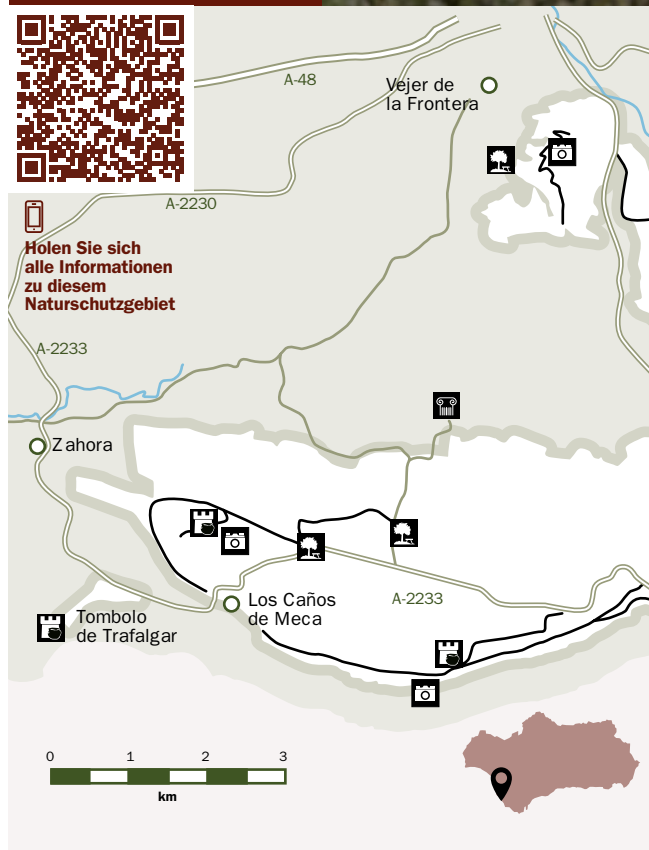 A-48
Vejer de
la Frontera
A-2230
Holen Sie sich
alle Informationen
zu diesem
Naturschutzgebiet
A-2233
Zahora
Los Caños
de Meca
A-2233
Tombolo
de Trafalgar
0 1 2 3
km